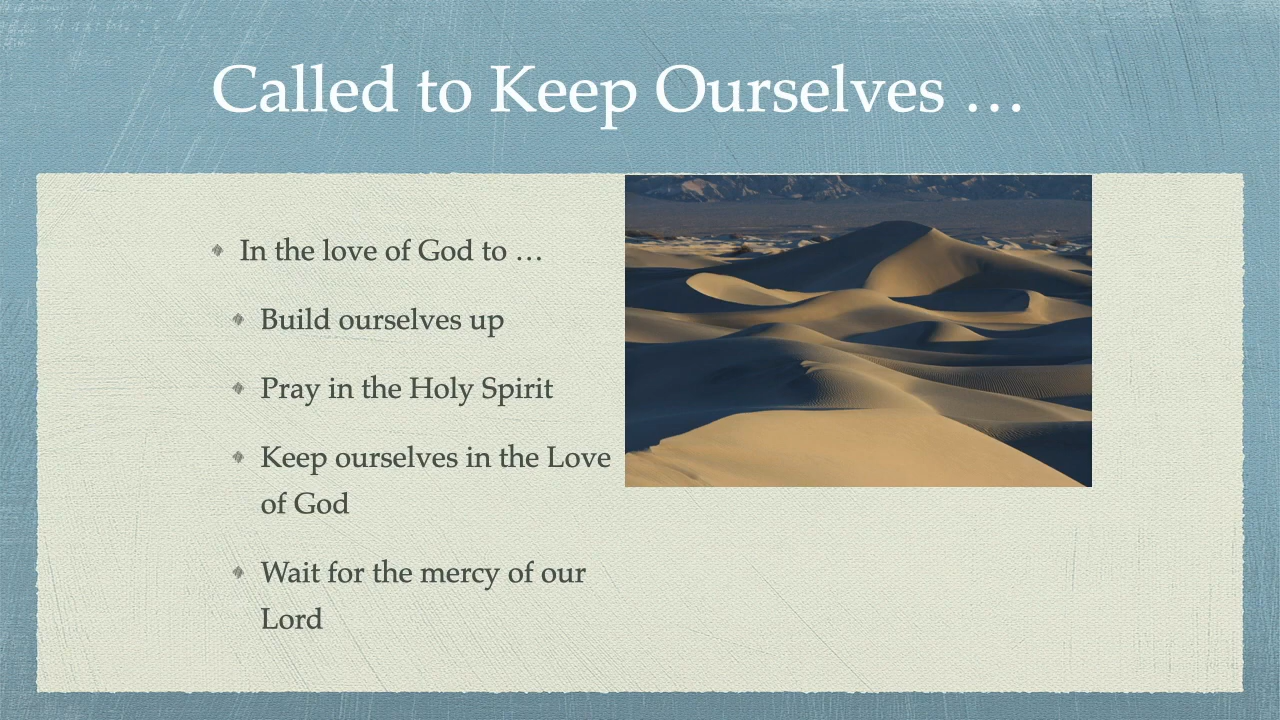 Called to Keep Ourselves …
In the love of God to …
Build ourselves up
Pray in the Holy Spirit
Keep ourselves in the Love
of God
Wait for the mercy of our
Lord